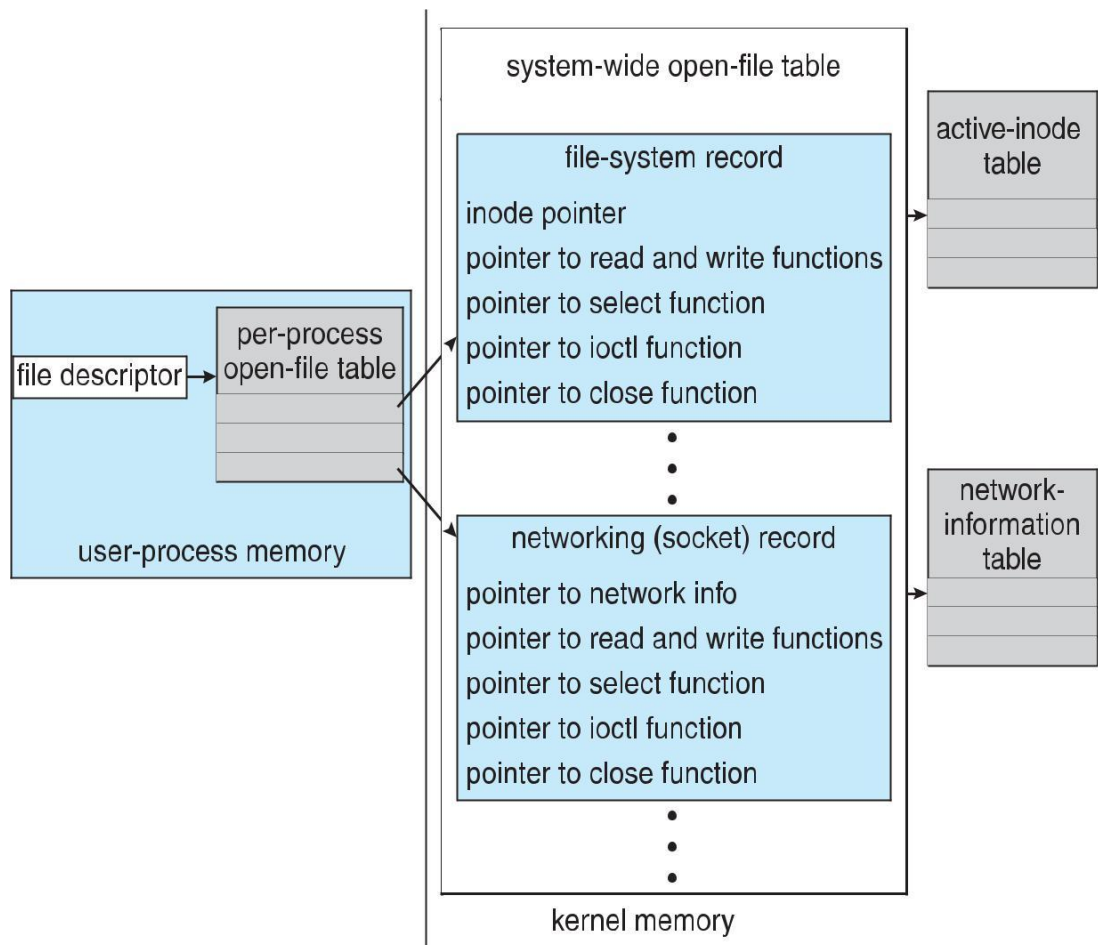 file descriptor
per-process
open-file table
user-process memory
system-wide open-file table
file-system record
inode pointer
pointer to read and write functions
pointer to select function
pointer to ioctl function
pointer to close function
networking (socket) record
pointer to network info
pointer to read and write functions
pointer to select function
pointer to ioctl function
pointer to close function
kernel memory
active-inode
table
network-
information
table